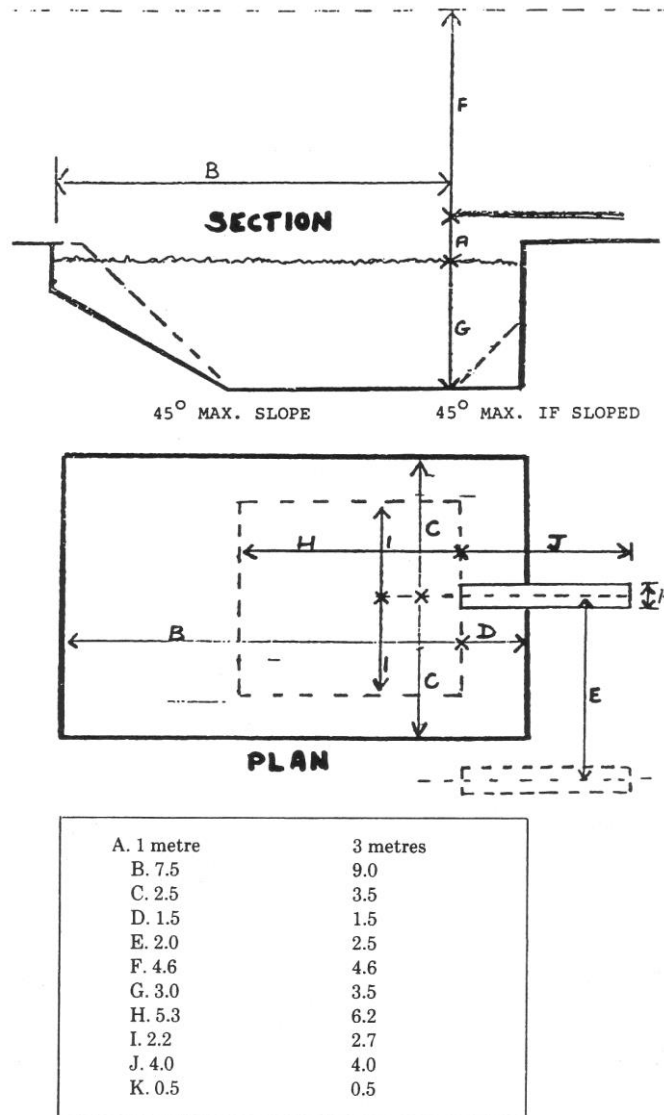 F
B
SECTION
A
G
45° MAX. SLOPE 45° MAX. IF SLOPED
C
H I J
B D
I C E
PLAN
A. 1 metre 3 metres
B. 7.5 9.0
C. 2.5 3.5
D. 1.5 1.5
E. 2.0 2.5
F. 4.6 4.6
G. 3.0 3.5
H. 5.3 6.2
I. 2.2 2.7
J. 4.0 4.0
K. 0.5 0.5